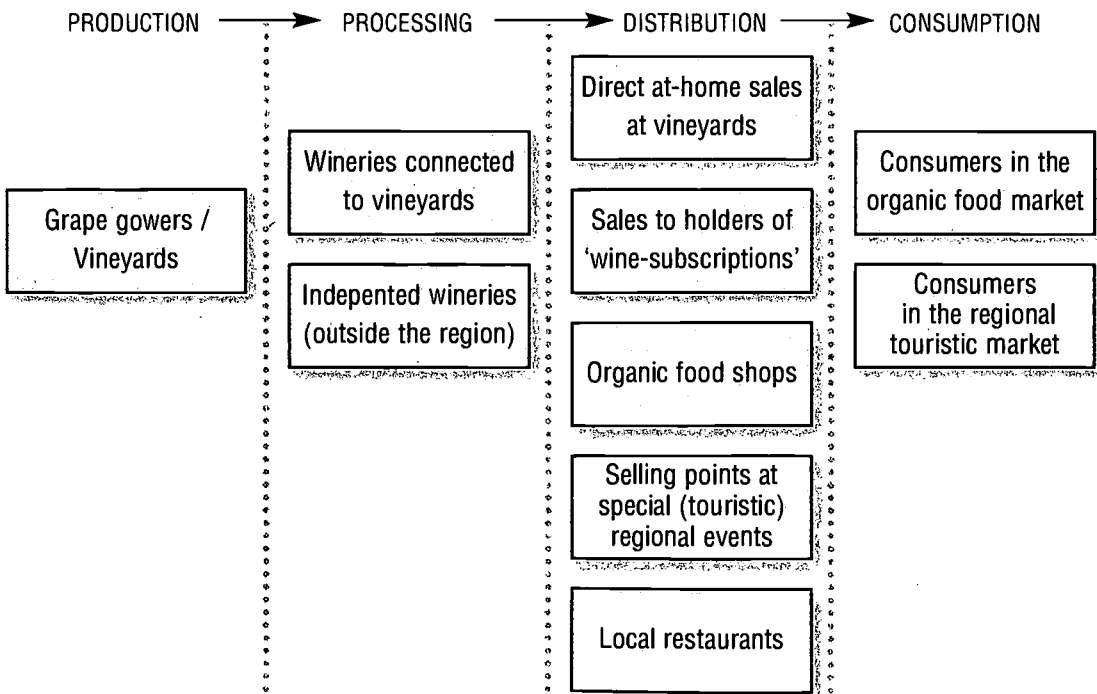 PRODUCTION
PROCESSING
DISTRIBUTION
CONSUMPTION
Grape gowers /
Vineyards
Wineries connected
to vineyards
Indepented wineries
(outside the region)
Direct at-home sales
at vineyards
Sales to holders of
‘wine-subscriptions’
Organic food shops
Selling points at
special (touristic)
regional events
Local restaurants
Consumers in the
organic food market
Consumers
in the regional
touristic market